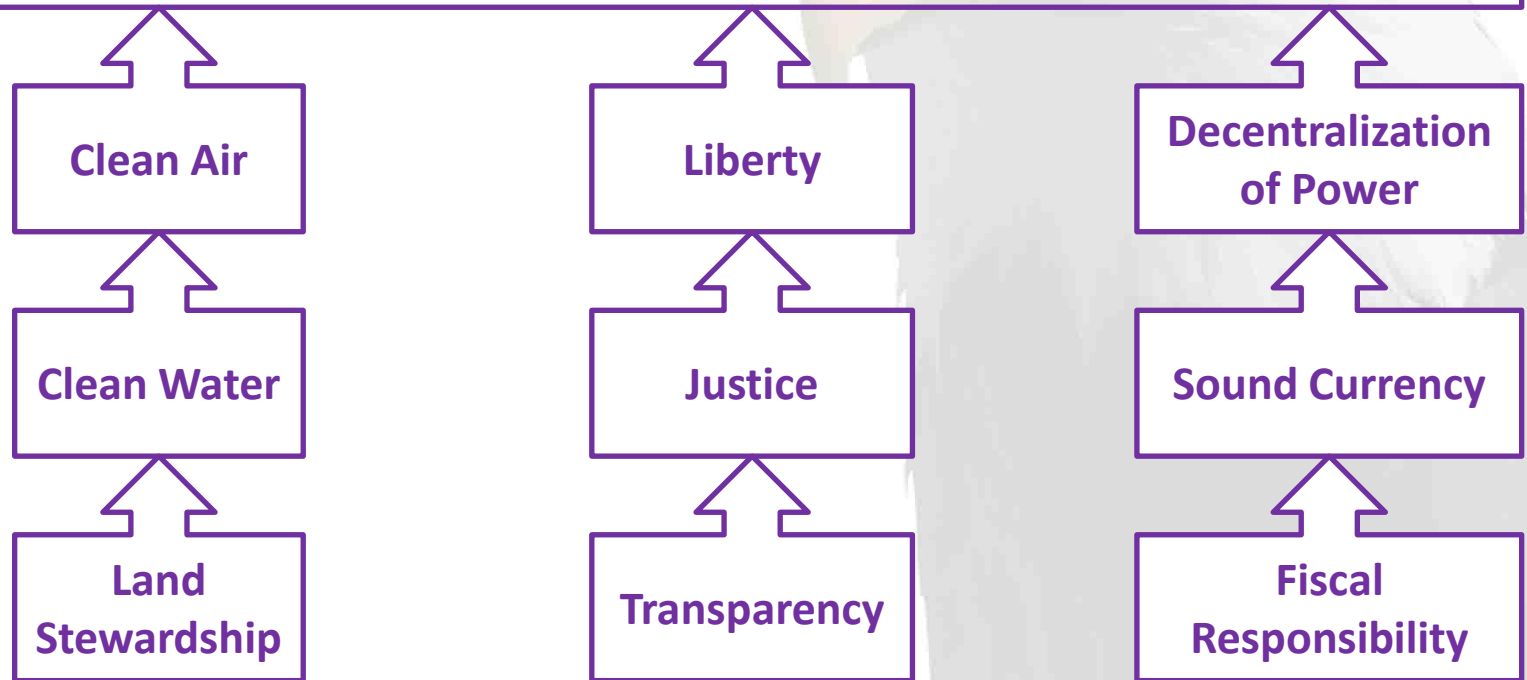 Clean Air
Liberty
Decentralization
of Power
Clean Water
Justice
Sound Currency
Land
Stewardship
Transparency
Fiscal
Responsibility